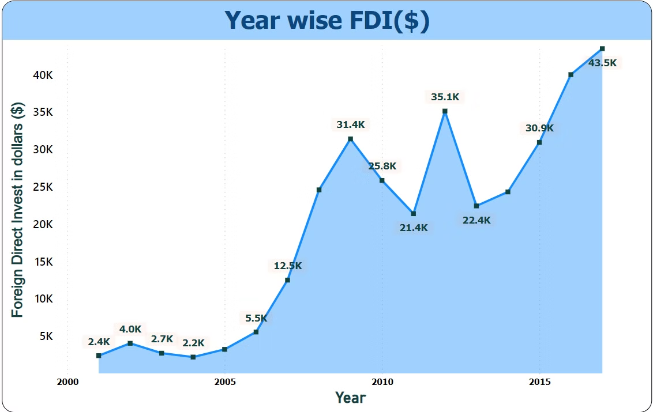 Year wise FDI($)
Foreign Direct Invest in dollars ($)
40K
35K
30K
25K
20K
15K
10K
5K
2.4K
4.0K
2.7K
2.2K
5.5K
12.5K
31.4K
25.8K
21.4K
35.1K
22.4K
30.9K
43.5K
2000
2005
2010
2015
Year